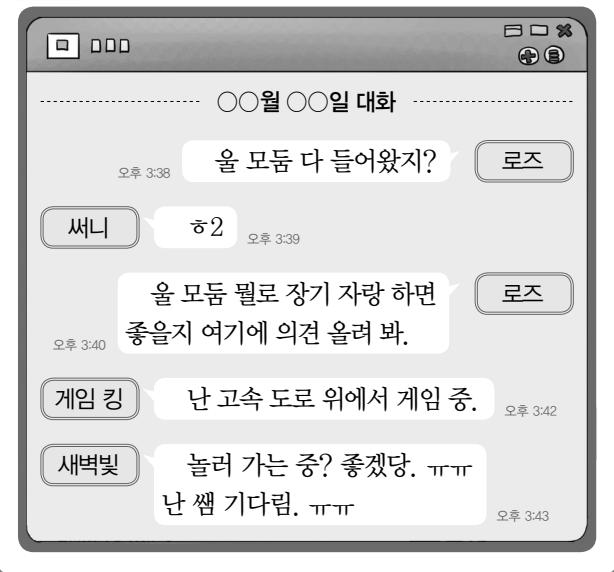 ○○월 ○○일 대화
오후 3:38 울 모둠 다 들어왔지? 로즈
써니 ㅎ2 오후 3:39
울 모둠 뭘로 장기 자랑 하면 로즈
오후 3:40 좋을지 여기에 의견 올려 봐.
게임 킹 난 고속 도로 위에서 게임 중. 오후 3:42
새벽빛 놀러 가는 중? 좋겠당. ㅠㅠ
난 쌤 기다림. ㅠㅠ 오후 3:43